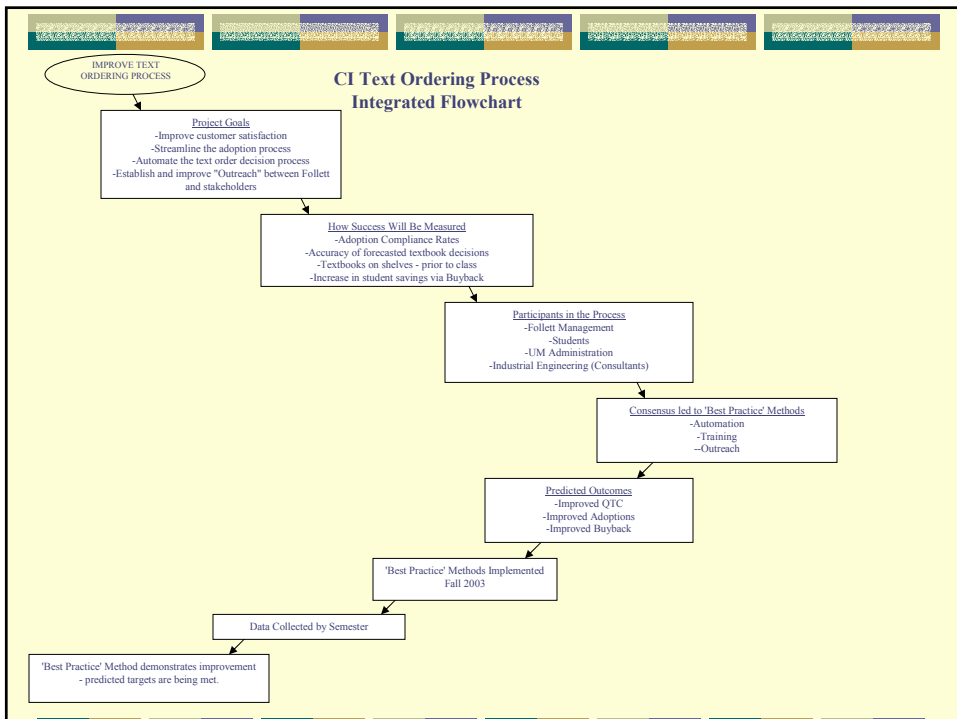 IMPROVE TEXT
ORDERING PROCESS
CI Text Ordering Process
Integrated Flowchart
Project Goals
-Improve customer satisfaction
-Streamline the adoption process
-Automate the text order decision process
-Establish and improve "Outreach" between Follett
and stakeholders
How Success Will Be Measured
-Adoption Compliance Rates
-Accuracy of forecasted textbook decisions
-Textbooks on shelves - prior to class
-Increase in student savings via Buyback
Participants in the Process
-Follett Management
-Students
-UM Administration
-Industrial Engineering (Consultants)
Consensus led to 'Best Practice' Methods
-Automation
-Training
--Outreach
Predicted Outcomes
-Improved QTC
-Improved Adoptions
-Improved Buyback
'Best Practice' Methods Implemented
Fall 2003
Data Collected by Semester
'Best Practice' Method demonstrates improvement
- predicted targets are being met.